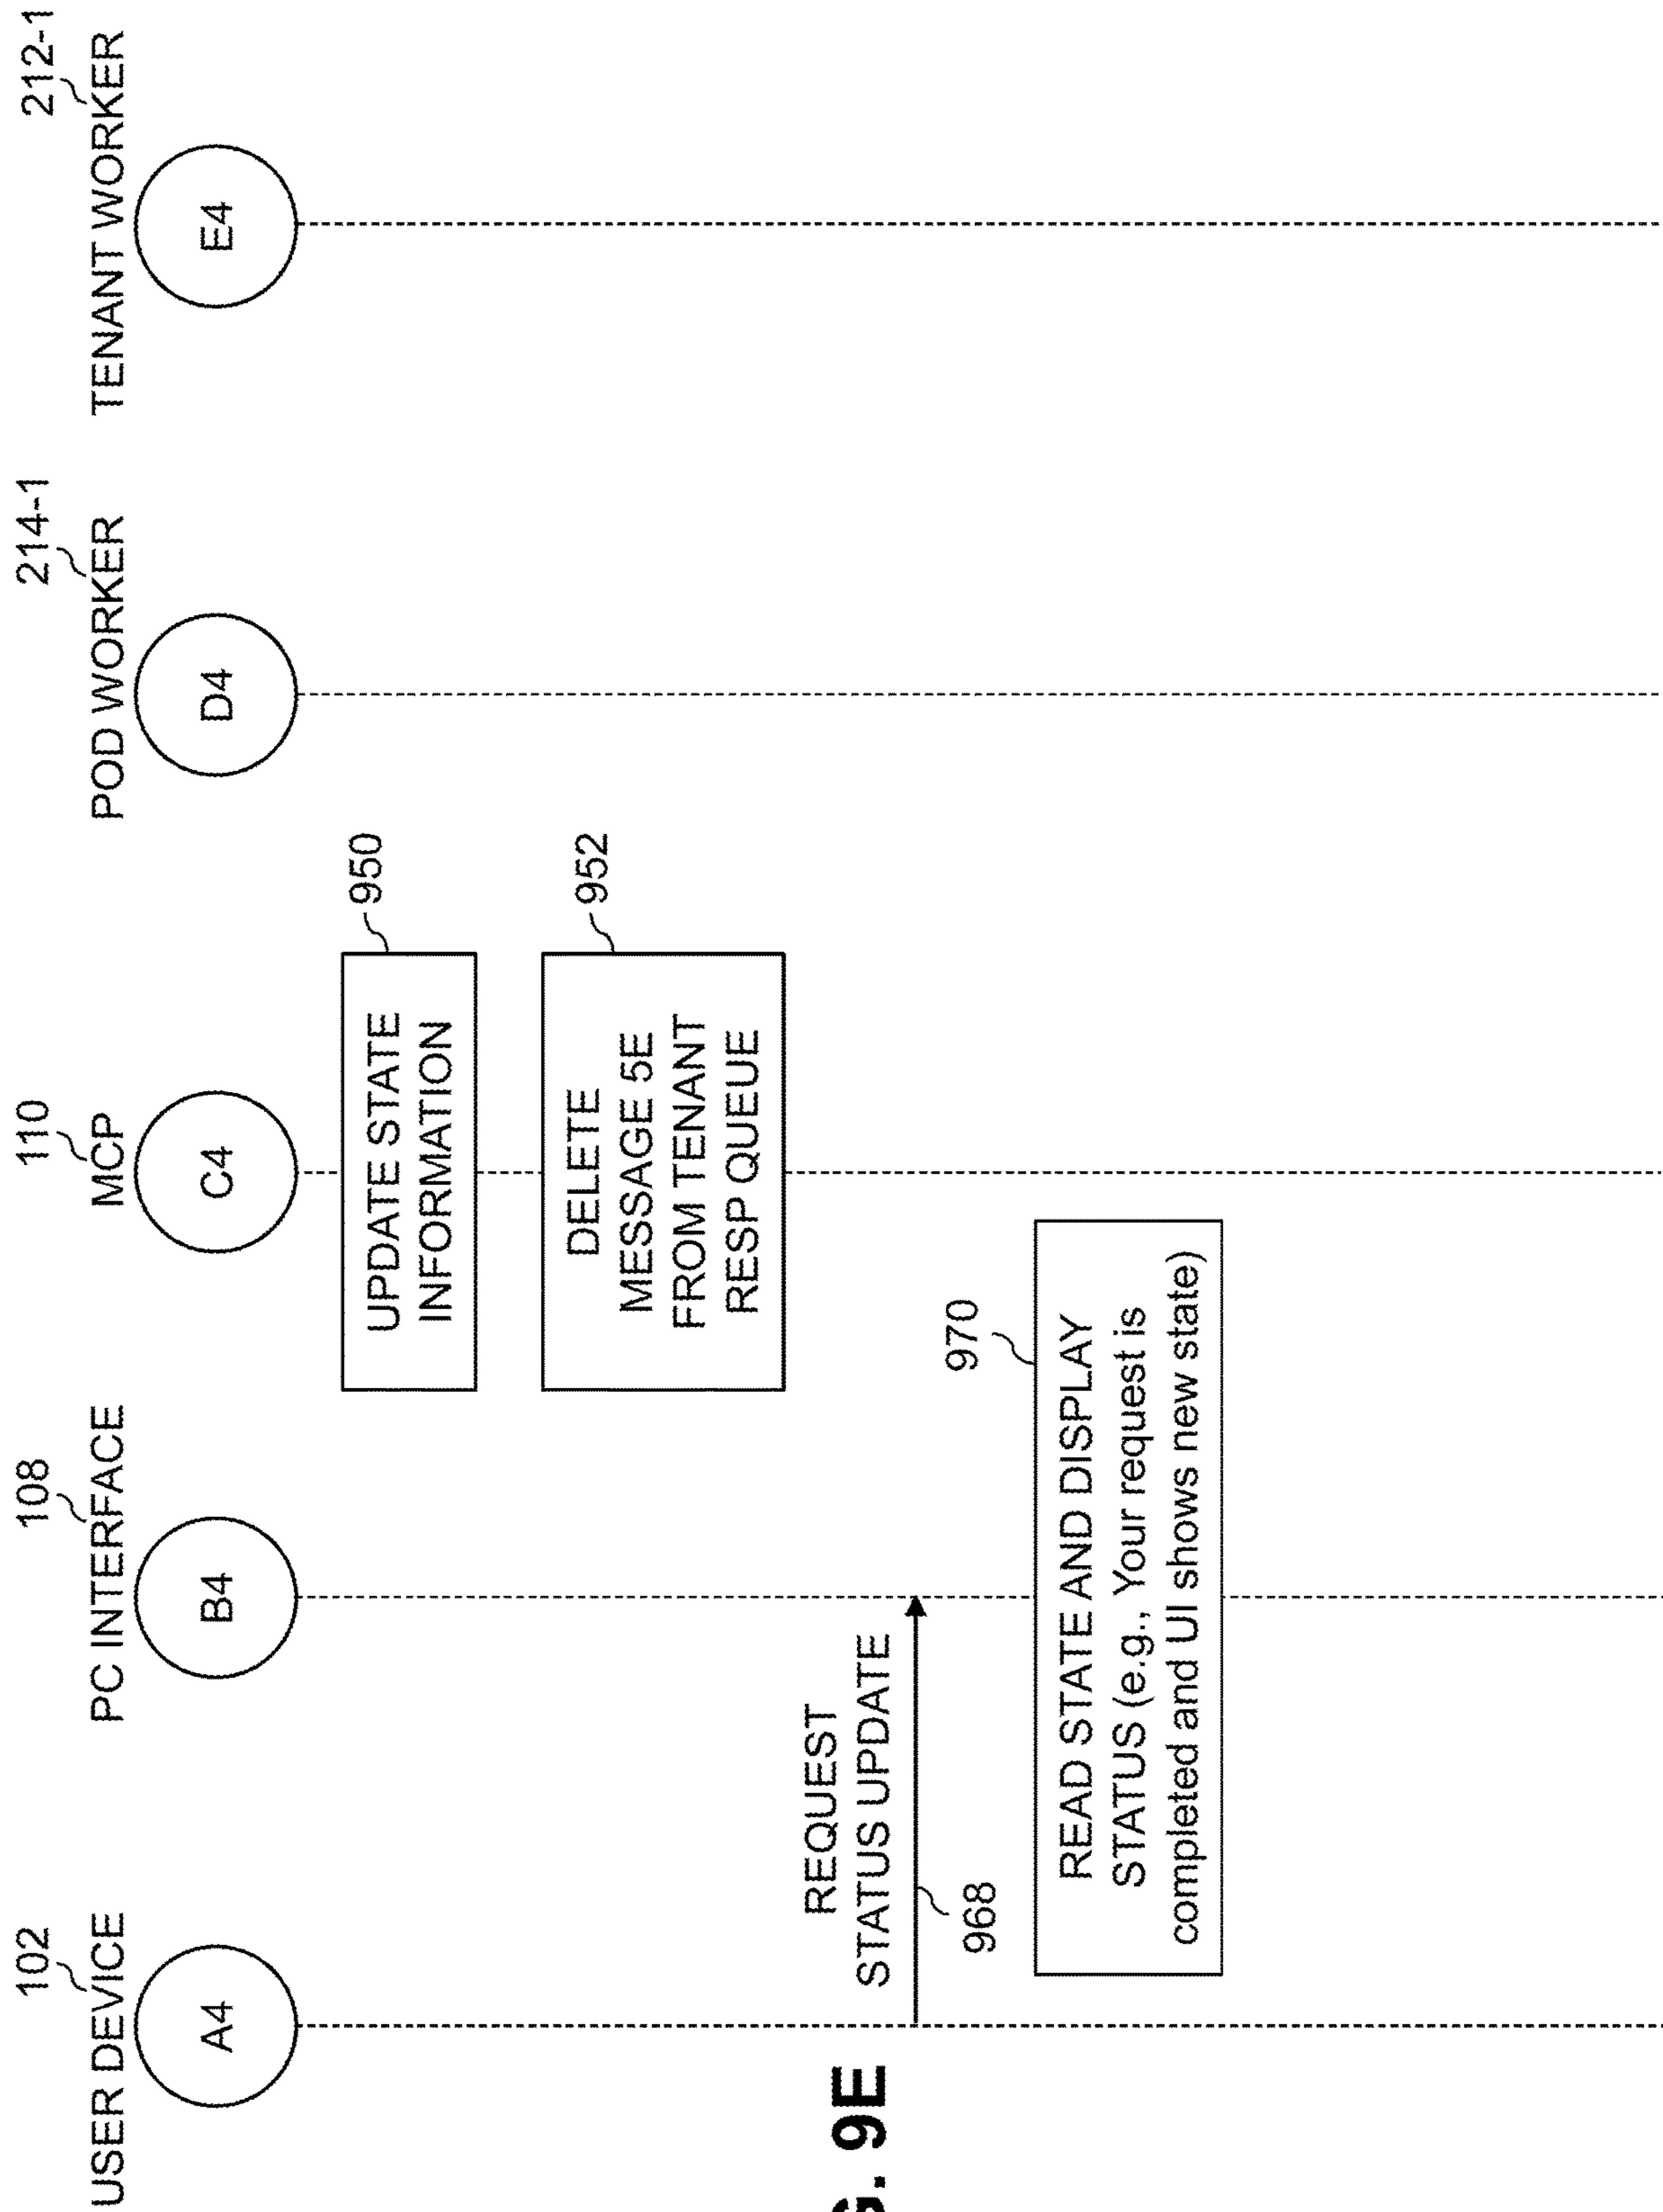 102
USER DEVICE
A4
108
PC INTERFACE
B4
110
MCP
C4
214-1
POD WORKER
D4
212-1
TENANT WORKER
E4
UPDATE STATE
INFORMATION
950
DELETE
MESSAGE 5E
FROM TENANT
RESP QUEUE
952
REQUEST
STATUS UPDATE
968
970
READ STATE AND DISPLAY
STATUS (e.g., Your request is
completed and UI shows new state)
G. 9E